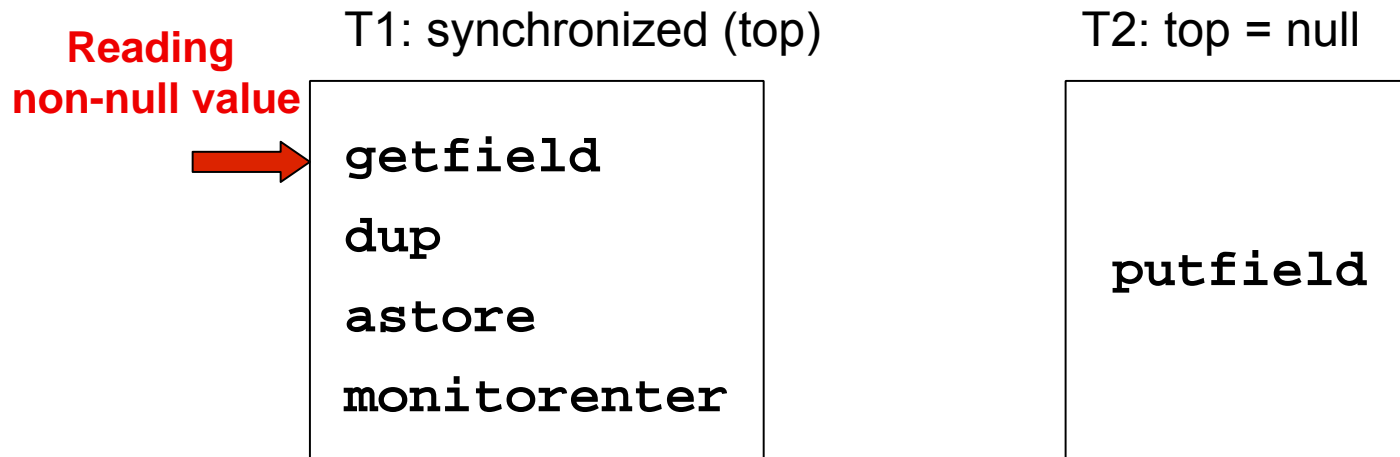 Reading
non-null value
T1: synchronized (top)
getfield
dup
astore
monitorenter
T2: top = null
putfield